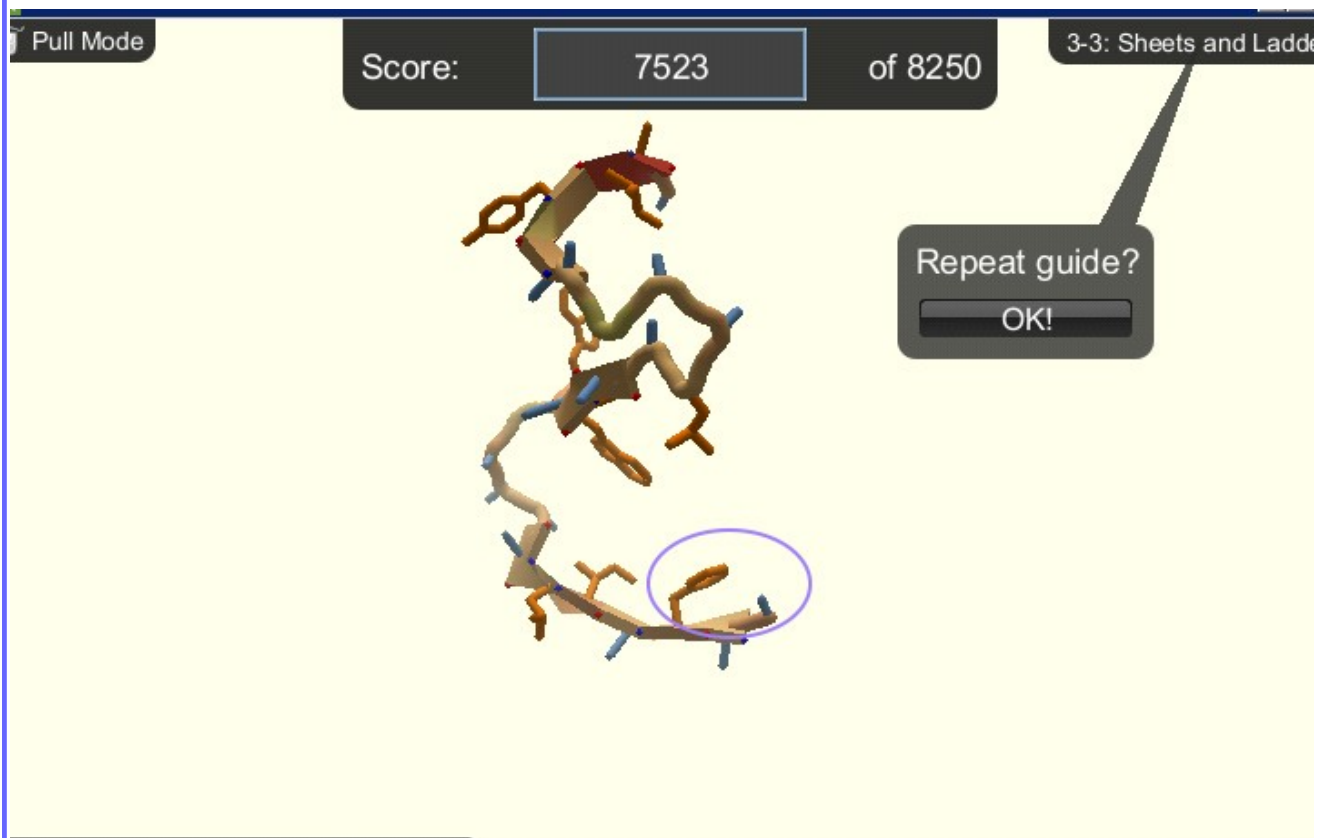 Pull Mode
Score: 7523 of 8250
3-3: Sheets and Ladde
Repeat guide?
OK!